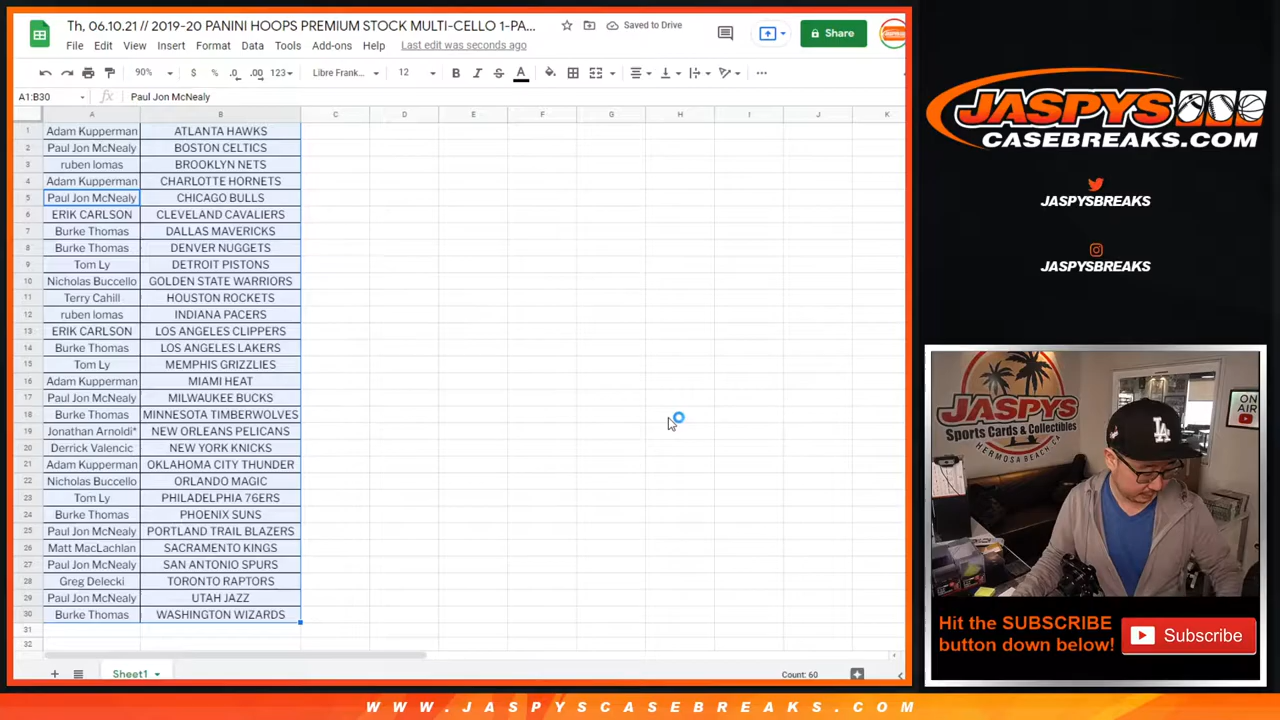 Th, 06.10.21 // 2019-20 PANINI HOOPS PREMIUM STOCK MULTI-CELLO 1-PA...
Saved to Drive
Share
File Edit View Insert Format Data Tools Add-ons Help Last edit was seconds ago
90% $ % .0 .00 123 Libre Frank... 12 B I S A
A1:B30 fx Paul Jon McNealy
A B C D E F G H I J K
1 Adam Kupperman ATLANTA HAWKS
2 Paul Jon McNealy BOSTON CELTICS
3 ruben lomas BROOKLYN NETS
4 Adam Kupperman CHARLOTTE HORNETS
5 Paul Jon McNealy CHICAGO BULLS
6 ERIK CARLSON CLEVELAND CAVALIERS
7 Burke Thomas DALLAS MAVERICKS
8 Burke Thomas DENVER NUGGETS
9 Tom Ly DETROIT PISTONS
10 Nicholas Buccello GOLDEN STATE WARRIORS
11 Terry Cahill HOUSTON ROCKETS
12 ruben lomas INDIANA PACERS
13 ERIK CARLSON LOS ANGELES CLIPPERS
14 Burke Thomas LOS ANGELES LAKERS
15 Tom Ly MEMPHIS GRIZZLIES
16 Adam Kupperman MIAMI HEAT
17 Paul Jon McNealy MILWAUKEE BUCKS
18 Burke Thomas MINNESOTA TIMBERWOLVES
19 Jonathan Arnoldi* NEW ORLEANS PELICANS
20 Derrick Valencic NEW YORK KNICKS
21 Adam Kupperman OKLAHOMA CITY THUNDER
22 Nicholas Buccello ORLANDO MAGIC
23 Tom Ly PHILADELPHIA 76ERS
24 Burke Thomas PHOENIX SUNS
25 Paul Jon McNealy PORTLAND TRAIL BLAZERS
26 Matt MacLachlan SACRAMENTO KINGS
27 Paul Jon McNealy SAN ANTONIO SPURS
28 Greg Delecki TORONTO RAPTORS
29 Paul Jon McNealy UTAH JAZZ
30 Burke Thomas WASHINGTON WIZARDS
31
32
Sheet1
Count: 60
JASPYS
CASEBREAKS.COM
JASPYSBREAKS
JASPYSBREAKS
JASPYS
Sports Cards & Collectibles
HERMOSA BEACH, CA
LA
ON
AIR
Hit the SUBSCRIBE
button down below!
Subscribe
WWW.JASPYSCASEBREAKS.COM